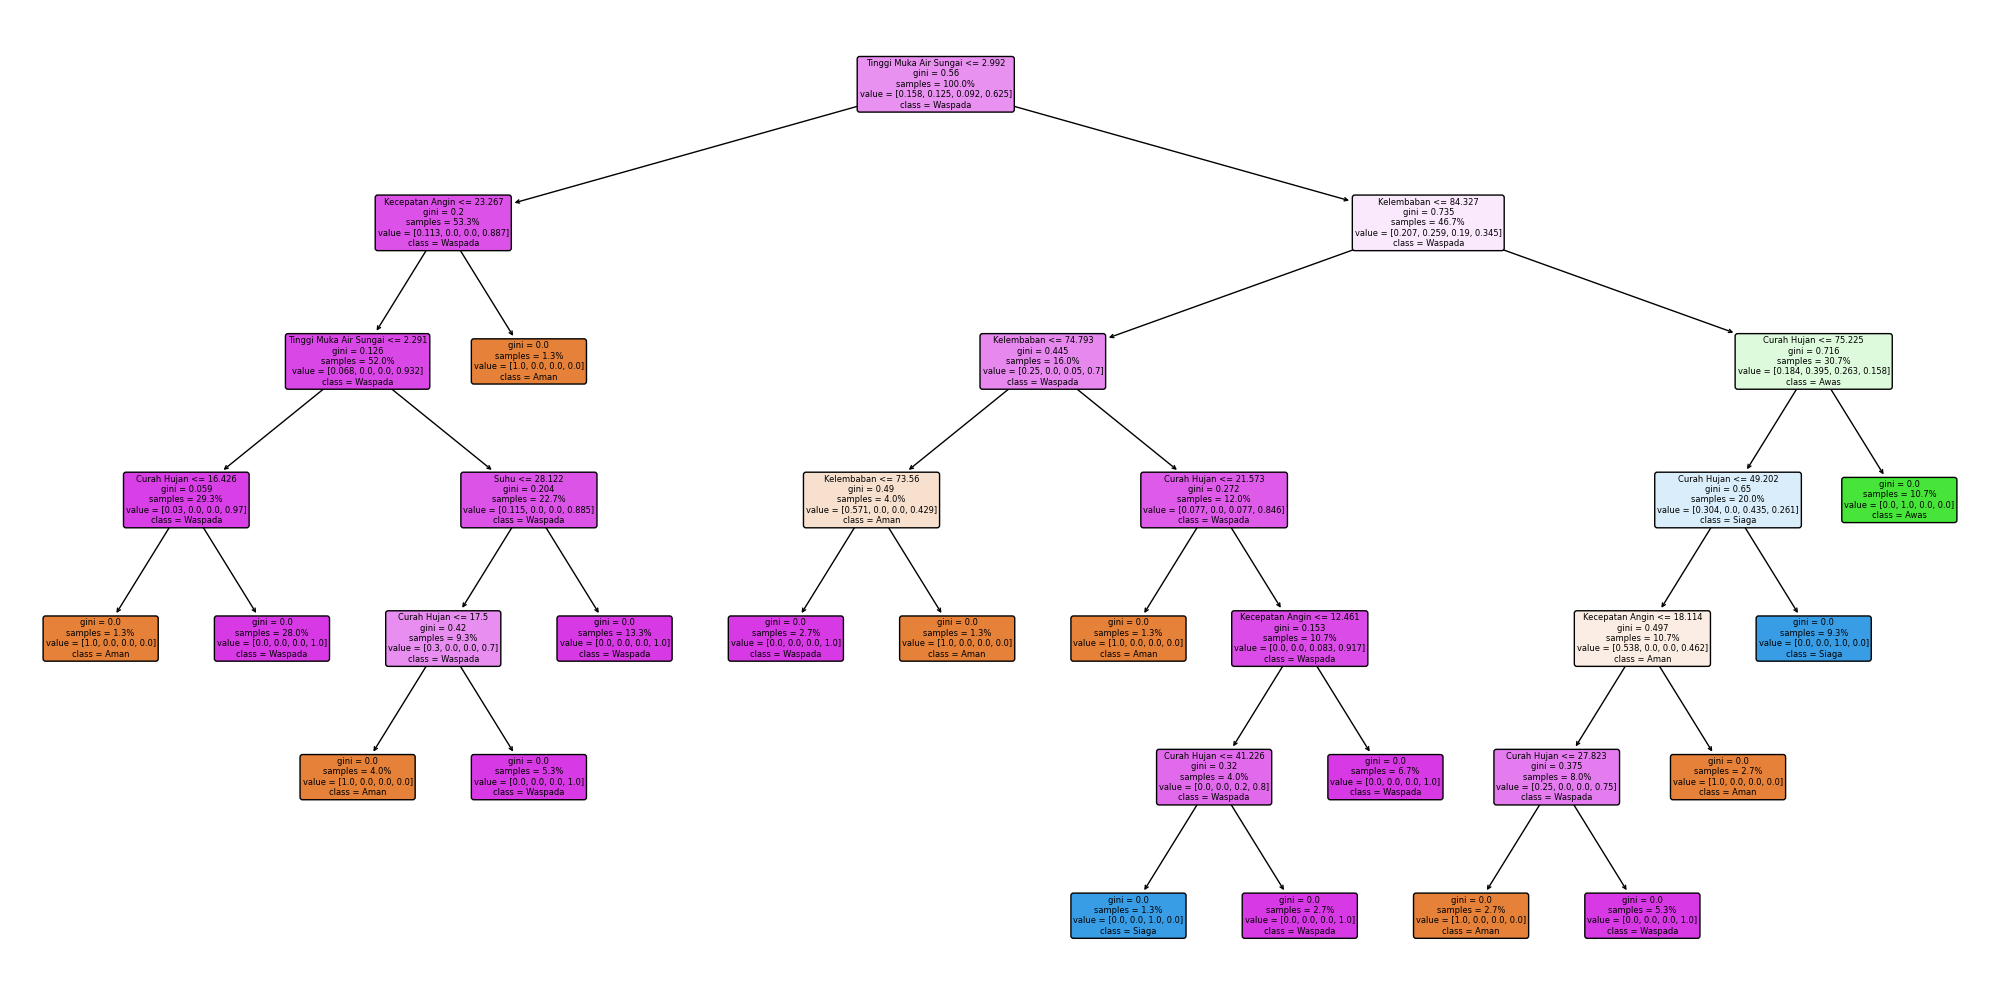 Tinggi Muka Air Sungai <= 2.992
gini = 0.56
samples = 100.0%
value = [0.158, 0.125, 0.092, 0.625]
class = Waspada
Kecepatan Angin <= 23.267
gini = 0.2
samples = 53.3%
value = [0.113, 0.0, 0.0, 0.887]
class = Waspada
Kelembaban <= 84.327
gini = 0.735
samples = 46.7%
value = [0.207, 0.259, 0.19, 0.345]
class = Waspada
Tinggi Muka Air Sungai <= 2.291
gini = 0.126
samples = 52.0%
value = [0.068, 0.0, 0.0, 0.932]
class = Waspada
gini = 0.0
samples = 1.3%
value = [1.0, 0.0, 0.0, 0.0]
class = Aman
Kelembaban <= 74.793
gini = 0.445
samples = 16.0%
value = [0.25, 0.0, 0.05, 0.7]
class = Waspada
Curah Hujan <= 75.225
gini = 0.716
samples = 30.7%
value = [0.184, 0.395, 0.263, 0.158]
class = Awas
Curah Hujan <= 16.426
gini = 0.059
samples = 29.3%
value = [0.03, 0.0, 0.0, 0.97]
class = Waspada
Suhu <= 28.122
gini = 0.204
samples = 22.7%
value = [0.115, 0.0, 0.0, 0.885]
class = Waspada
Kelembaban <= 73.56
gini = 0.49
samples = 4.0%
value = [0.571, 0.0, 0.0, 0.429]
class = Aman
Curah Hujan <= 21.573
gini = 0.272
samples = 12.0%
value = [0.077, 0.0, 0.077, 0.846]
class = Waspada
Curah Hujan <= 49.202
gini = 0.65
samples = 20.0%
value = [0.304, 0.0, 0.435, 0.261]
class = Siaga
gini = 0.0
samples = 10.7%
value = [0.0, 1.0, 0.0, 0.0]
class = Awas
gini = 0.0
samples = 1.3%
value = [1.0, 0.0, 0.0, 0.0]
class = Aman
gini = 0.0
samples = 28.0%
value = [0.0, 0.0, 0.0, 1.0]
class = Waspada
Curah Hujan <= 17.5
gini = 0.42
samples = 9.3%
value = [0.3, 0.0, 0.0, 0.7]
class = Waspada
gini = 0.0
samples = 13.3%
value = [0.0, 0.0, 0.0, 1.0]
class = Waspada
gini = 0.0
samples = 2.7%
value = [0.0, 0.0, 0.0, 1.0]
class = Waspada
gini = 0.0
samples = 1.3%
value = [1.0, 0.0, 0.0, 0.0]
class = Aman
gini = 0.0
samples = 1.3%
value = [1.0, 0.0, 0.0, 0.0]
class = Aman
Kecepatan Angin <= 12.461
gini = 0.153
samples = 10.7%
value = [0.0, 0.0, 0.083, 0.917]
class = Waspada
Kecepatan Angin <= 18.114
gini = 0.497
samples = 10.7%
value = [0.538, 0.0, 0.0, 0.462]
class = Aman
gini = 0.0
samples = 9.3%
value = [0.0, 0.0, 1.0, 0.0]
class = Siaga
gini = 0.0
samples = 4.0%
value = [1.0, 0.0, 0.0, 0.0]
class = Aman
gini = 0.0
samples = 5.3%
value = [0.0, 0.0, 0.0, 1.0]
class = Waspada
Curah Hujan <= 41.226
gini = 0.32
samples = 4.0%
value = [0.0, 0.0, 0.2, 0.8]
class = Waspada
gini = 0.0
samples = 6.7%
value = [0.0, 0.0, 0.0, 1.0]
class = Waspada
Curah Hujan <= 27.823
gini = 0.375
samples = 8.0%
value = [0.25, 0.0, 0.0, 0.75]
class = Waspada
gini = 0.0
samples = 2.7%
value = [1.0, 0.0, 0.0, 0.0]
class = Aman
gini = 0.0
samples = 1.3%
value = [0.0, 0.0, 1.0, 0.0]
class = Siaga
gini = 0.0
samples = 2.7%
value = [0.0, 0.0, 0.0, 1.0]
class = Waspada
gini = 0.0
samples = 2.7%
value = [1.0, 0.0, 0.0, 0.0]
class = Aman
gini = 0.0
samples = 5.3%
value = [0.0, 0.0, 0.0, 1.0]
class = Waspada